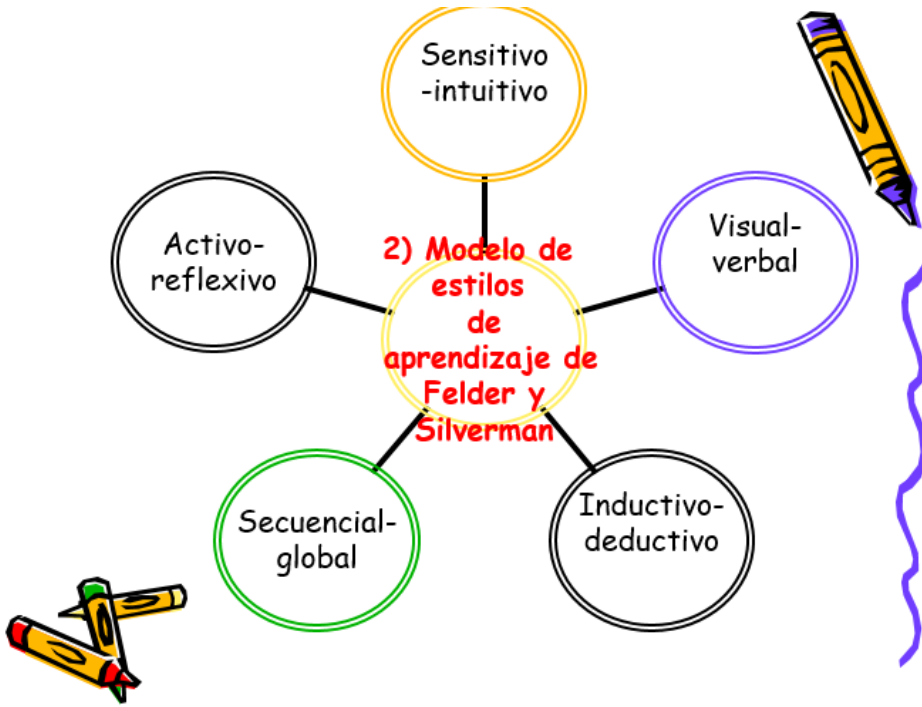 Sensitivo
-intuitivo
Activo-
reflexivo
2) Modelo de
estilos
de
aprendizaje de
Felder y
Silverman
Visual-
verbal
Secuencial-
global
Inductivo-
deductivo